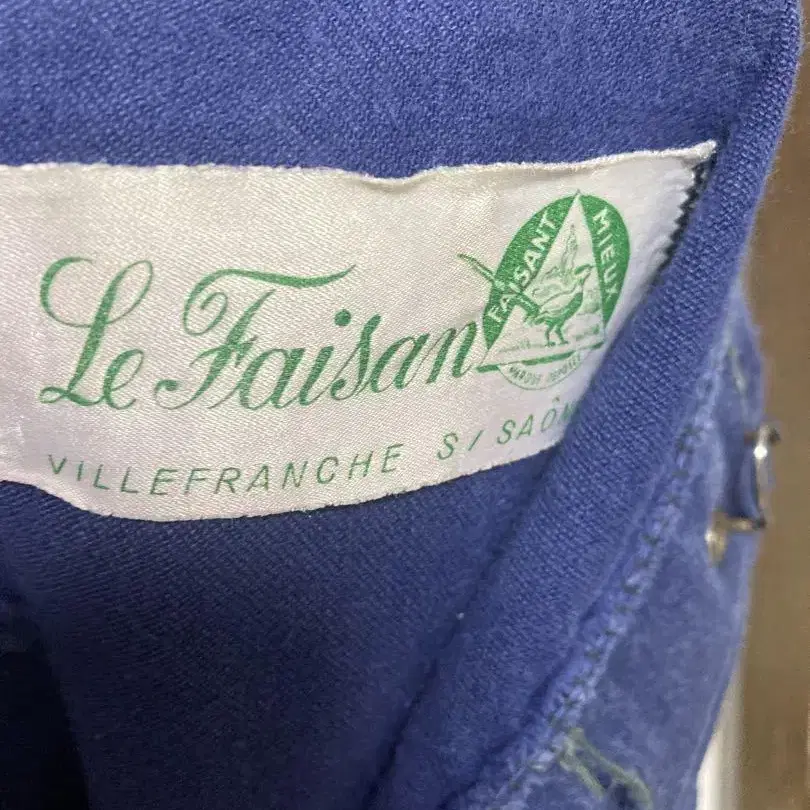 Le Faisan
FAISANT MIEUX
VILLEFRANCHE S/ SAÔN